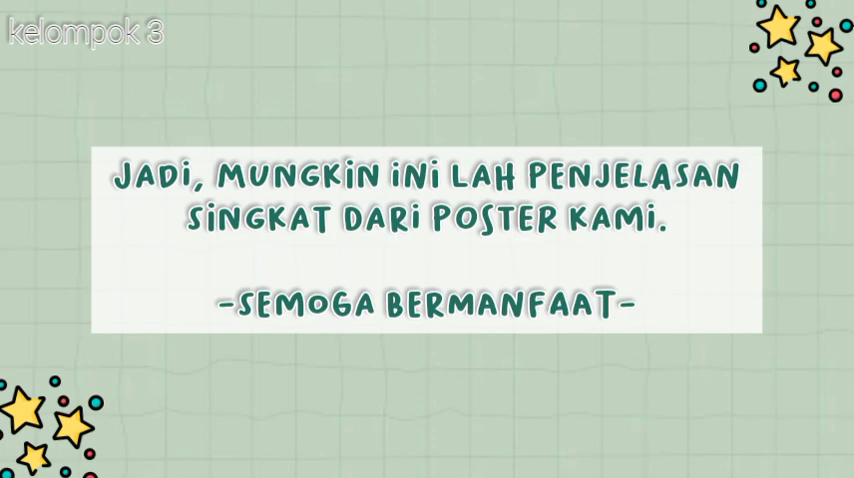 kelompok 3
JADI, MUNGKIN INI LAH PENJELASAN
SINGKAT DARI POSTER KAMI.
-SEMOGA BERMANFAAT-